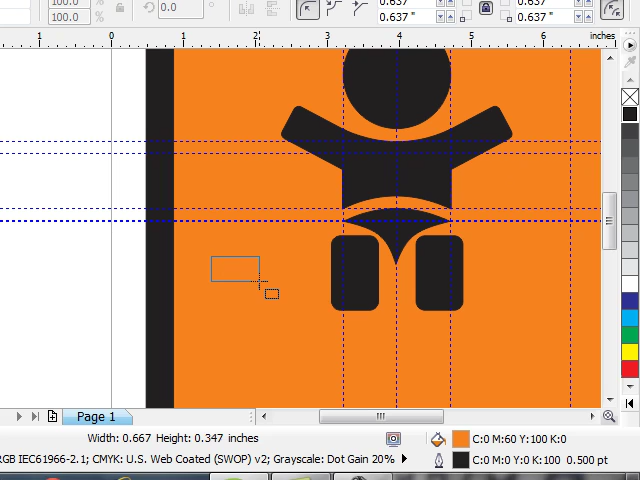 100.0 % 0.0 ° 0.637 " 0.637 "
100.0 % 0.637 " 0.637 "
1 0 1 2 3 4 5 6 inches
Page 1
Width: 0.667 Height: 0.347 inches C:0 M:60 Y:100 K:0
RGB IEC61966-2.1; CMYK: U.S. Web Coated (SWOP) v2; Grayscale: Dot Gain 20% C:0 M:0 Y:0 K:100 0.500 pt